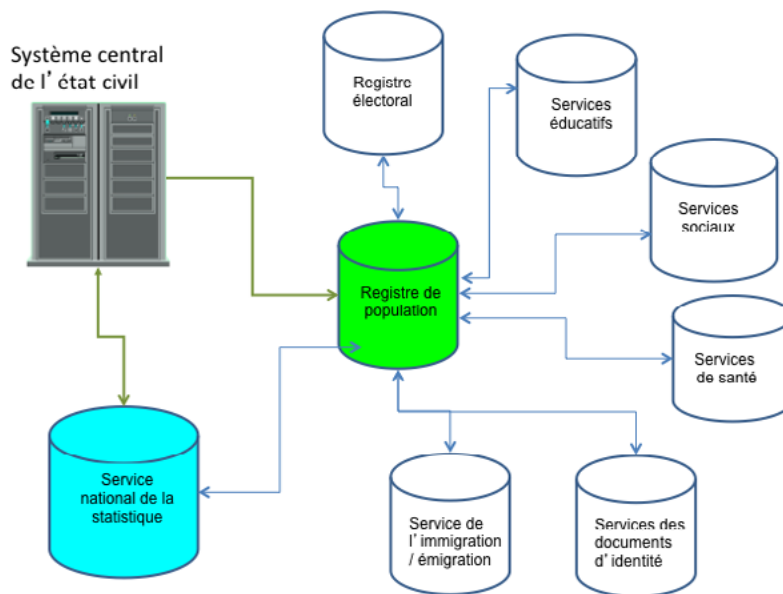 Système central
de l’ état civil
Registre
électoral
Services
éducatifs
Services
sociaux
Registre de
population
Services
de santé
Service
national de la
statistique
Service de
l’ immigration
/ émigration
Services des
documents
d’ identité